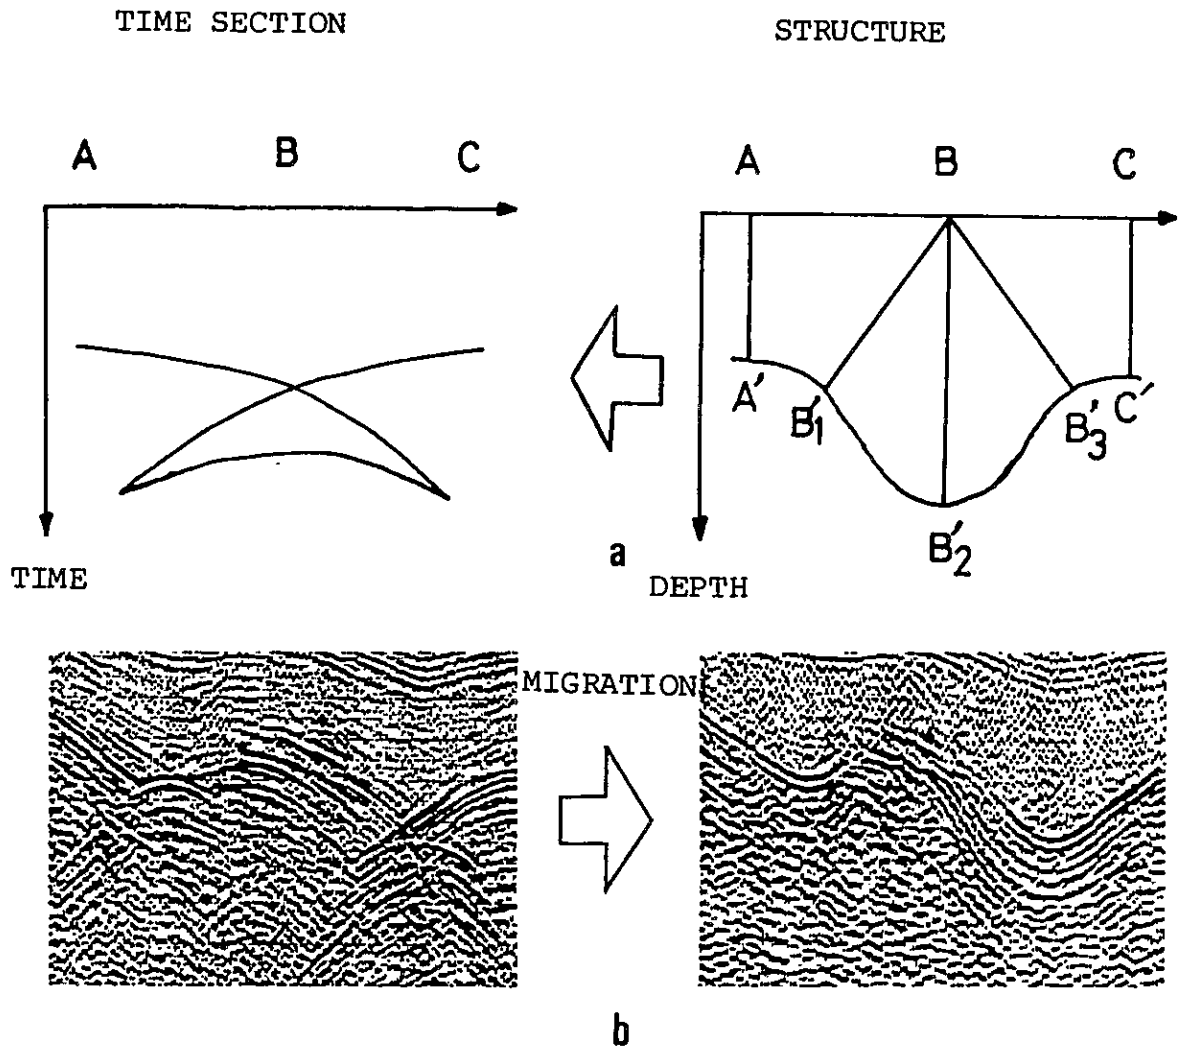 TIME SECTION
STRUCTURE
A B C
A B C
A' B'1 B'2 B'3 C'
a
TIME
DEPTH
MIGRATION
b